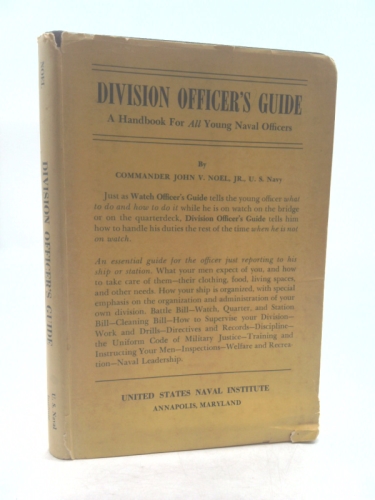 DIVISION OFFICER'S GUIDE
A Handbook For All Young Naval Officers
By
COMMANDER JOHN V. NOEL, JR., U. S. Navy
Just as Watch Officer's Guide tells the young officer what
to do and how to do it while he is on watch on the bridge
or on the quarterdeck, Division Officer's Guide tells him
how to handle his duties the rest of the time when he is not
on watch.
An essential guide for the officer just reporting to his
ship or station. What your men expect of you, and how
to take care of them—their clothing, food, living spaces,
and other needs. How your ship is organized, with special
emphasis on the organization and administration of your
own division. Battle Bill—Watch, Quarter, and Station
Bill—Cleaning Bill—How to Supervise your Division—
Work and Drills—Directives and Records—Discipline—
the Uniform Code of Military Justice—Training and
Instructing Your Men—Inspections—Welfare and Recrea-
tion—Naval Leadership.
UNITED STATES NAVAL INSTITUTE
ANNAPOLIS, MARYLAND
NOEL
DIVISION OFFICER'S GUIDE